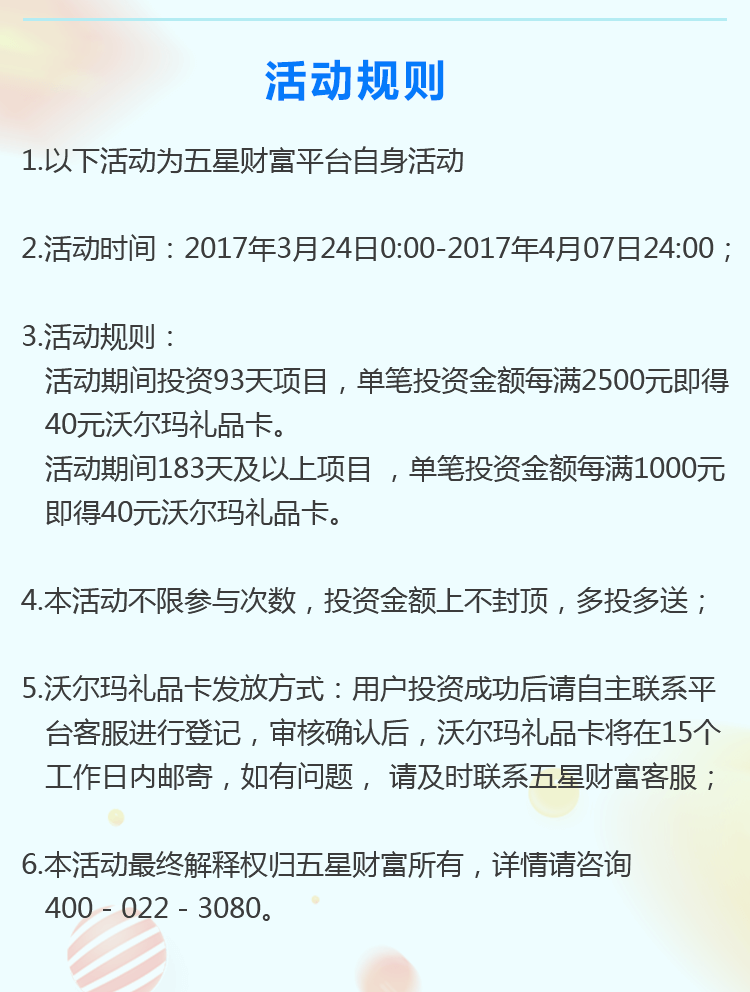 活动规则
1.以下活动为五星财富平台自身活动
2.活动时间：2017年3月24日0:00-2017年4月07日24:00；
3.活动规则：
活动期间投资93天项目，单笔投资金额每满2500元即得
40元沃尔玛礼品卡。
活动期间183天及以上项目 ，单笔投资金额每满1000元
即得40元沃尔玛礼品卡。
4.本活动不限参与次数，投资金额上不封顶，多投多送；
5.沃尔玛礼品卡发放方式：用户投资成功后请自主联系平
台客服进行登记，审核确认后，沃尔玛礼品卡将在15个
工作日内邮寄，如有问题， 请及时联系五星财富客服；
6.本活动最终解释权归五星财富所有，详情请咨询
400－022－3080。